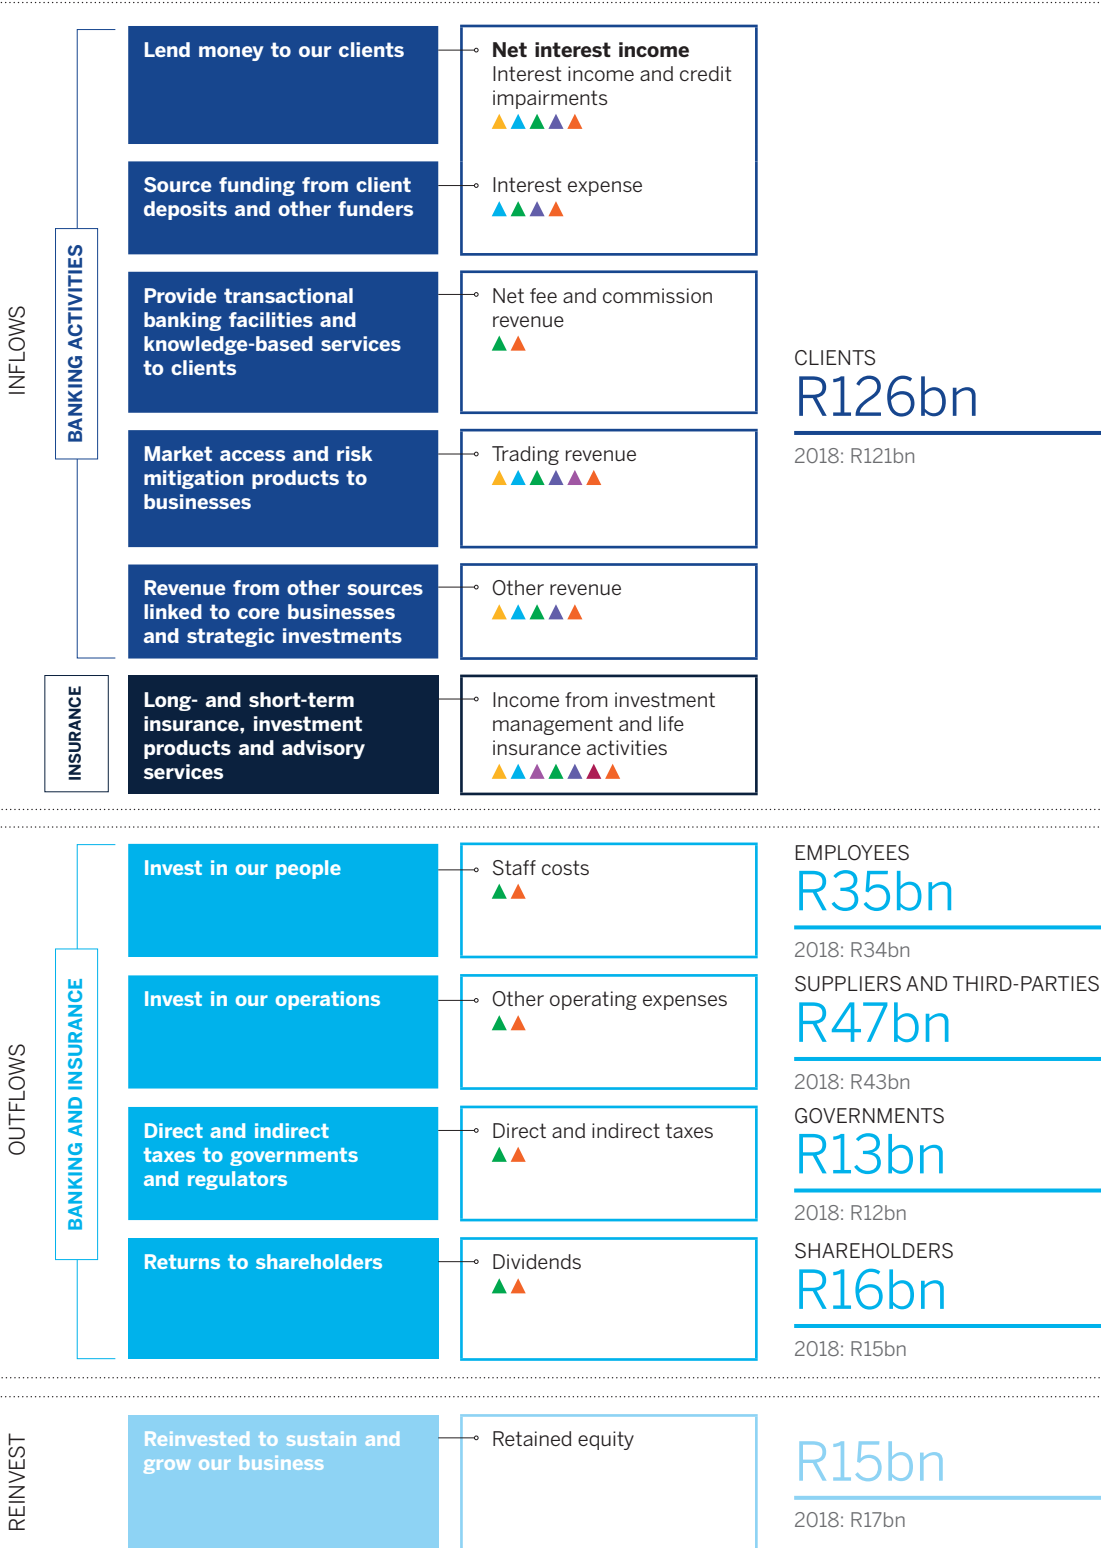 INFLOWS
BANKING ACTIVITIES
Lend money to our clients
Net interest income
Interest income and credit
impairments
Source funding from client
deposits and other funders
Interest expense
Provide transactional
banking facilities and
knowledge-based services
to clients
Net fee and commission
revenue
Market access and risk
mitigation products to
businesses
Trading revenue
Revenue from other sources
linked to core businesses
and strategic investments
Other revenue
CLIENTS
R126bn
2018: R121bn
INSURANCE
Long- and short-term
insurance, investment
products and advisory
services
Income from investment
management and life
insurance activities
OUTFLOWS
BANKING AND INSURANCE
Invest in our people
Staff costs
EMPLOYEES
R35bn
2018: R34bn
Invest in our operations
Other operating expenses
SUPPLIERS AND THIRD-PARTIES
R47bn
2018: R43bn
Direct and indirect
taxes to governments
and regulators
Direct and indirect taxes
GOVERNMENTS
R13bn
2018: R12bn
Returns to shareholders
Dividends
SHAREHOLDERS
R16bn
2018: R15bn
REINVEST
Reinvested to sustain and
grow our business
Retained equity
R15bn
2018: R17bn